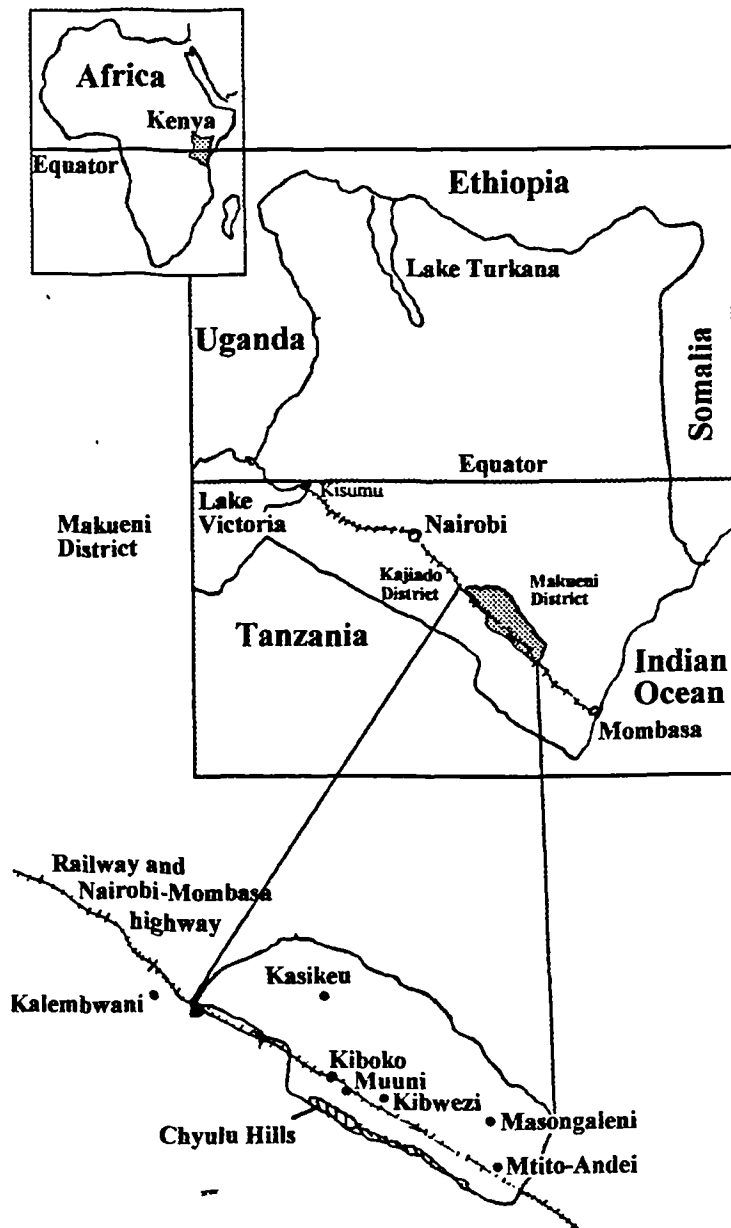 Africa
Kenya
Equator
Ethiopia
Lake Turkana
Uganda
Somalia
Equator
Kisumu
Lake
Victoria
Makueni
District
Nairobi
Kajiado
District
Makueni
District
Tanzania
Indian
Ocean
Mombasa
Railway and
Nairobi-Mombasa
highway
Kasikeu
Kalembwani
Kiboko
Muuni
Kibwezi
Chyulu Hills
Masongaleni
Mtito-Andei